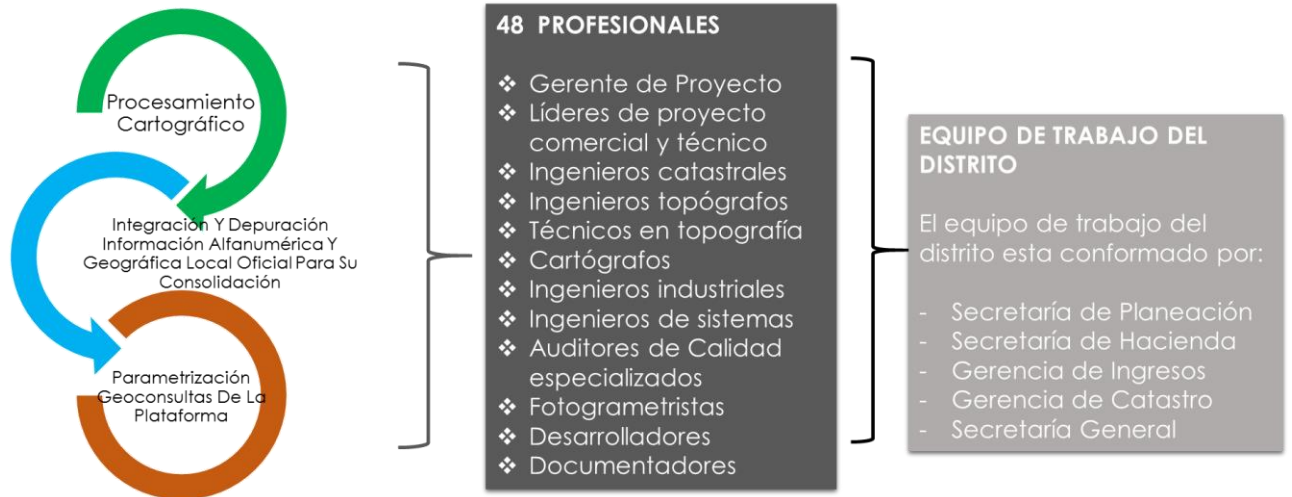 Procesamiento
Cartográfico
Integración Y Depuración
Información Alfanumérica Y
Geográfica Local Oficial Para Su
Consolidación
Parametrización
Geoconsultas De La
Plataforma
48 PROFESIONALES
❖ Gerente de Proyecto
❖ Líderes de proyecto
comercial y técnico
❖ Ingenieros catastrales
❖ Ingenieros topógrafos
❖ Técnicos en topografía
❖ Cartógrafos
❖ Ingenieros industriales
❖ Ingenieros de sistemas
❖ Auditores de Calidad
especializados
❖ Fotogrametristas
❖ Desarrolladores
❖ Documentadores
EQUIPO DE TRABAJO DEL
DISTRITO
El equipo de trabajo del
distrito esta conformado por:
- Secretaría de Planeación
- Secretaría de Hacienda
- Gerencia de Ingresos
- Gerencia de Catastro
- Secretaría General